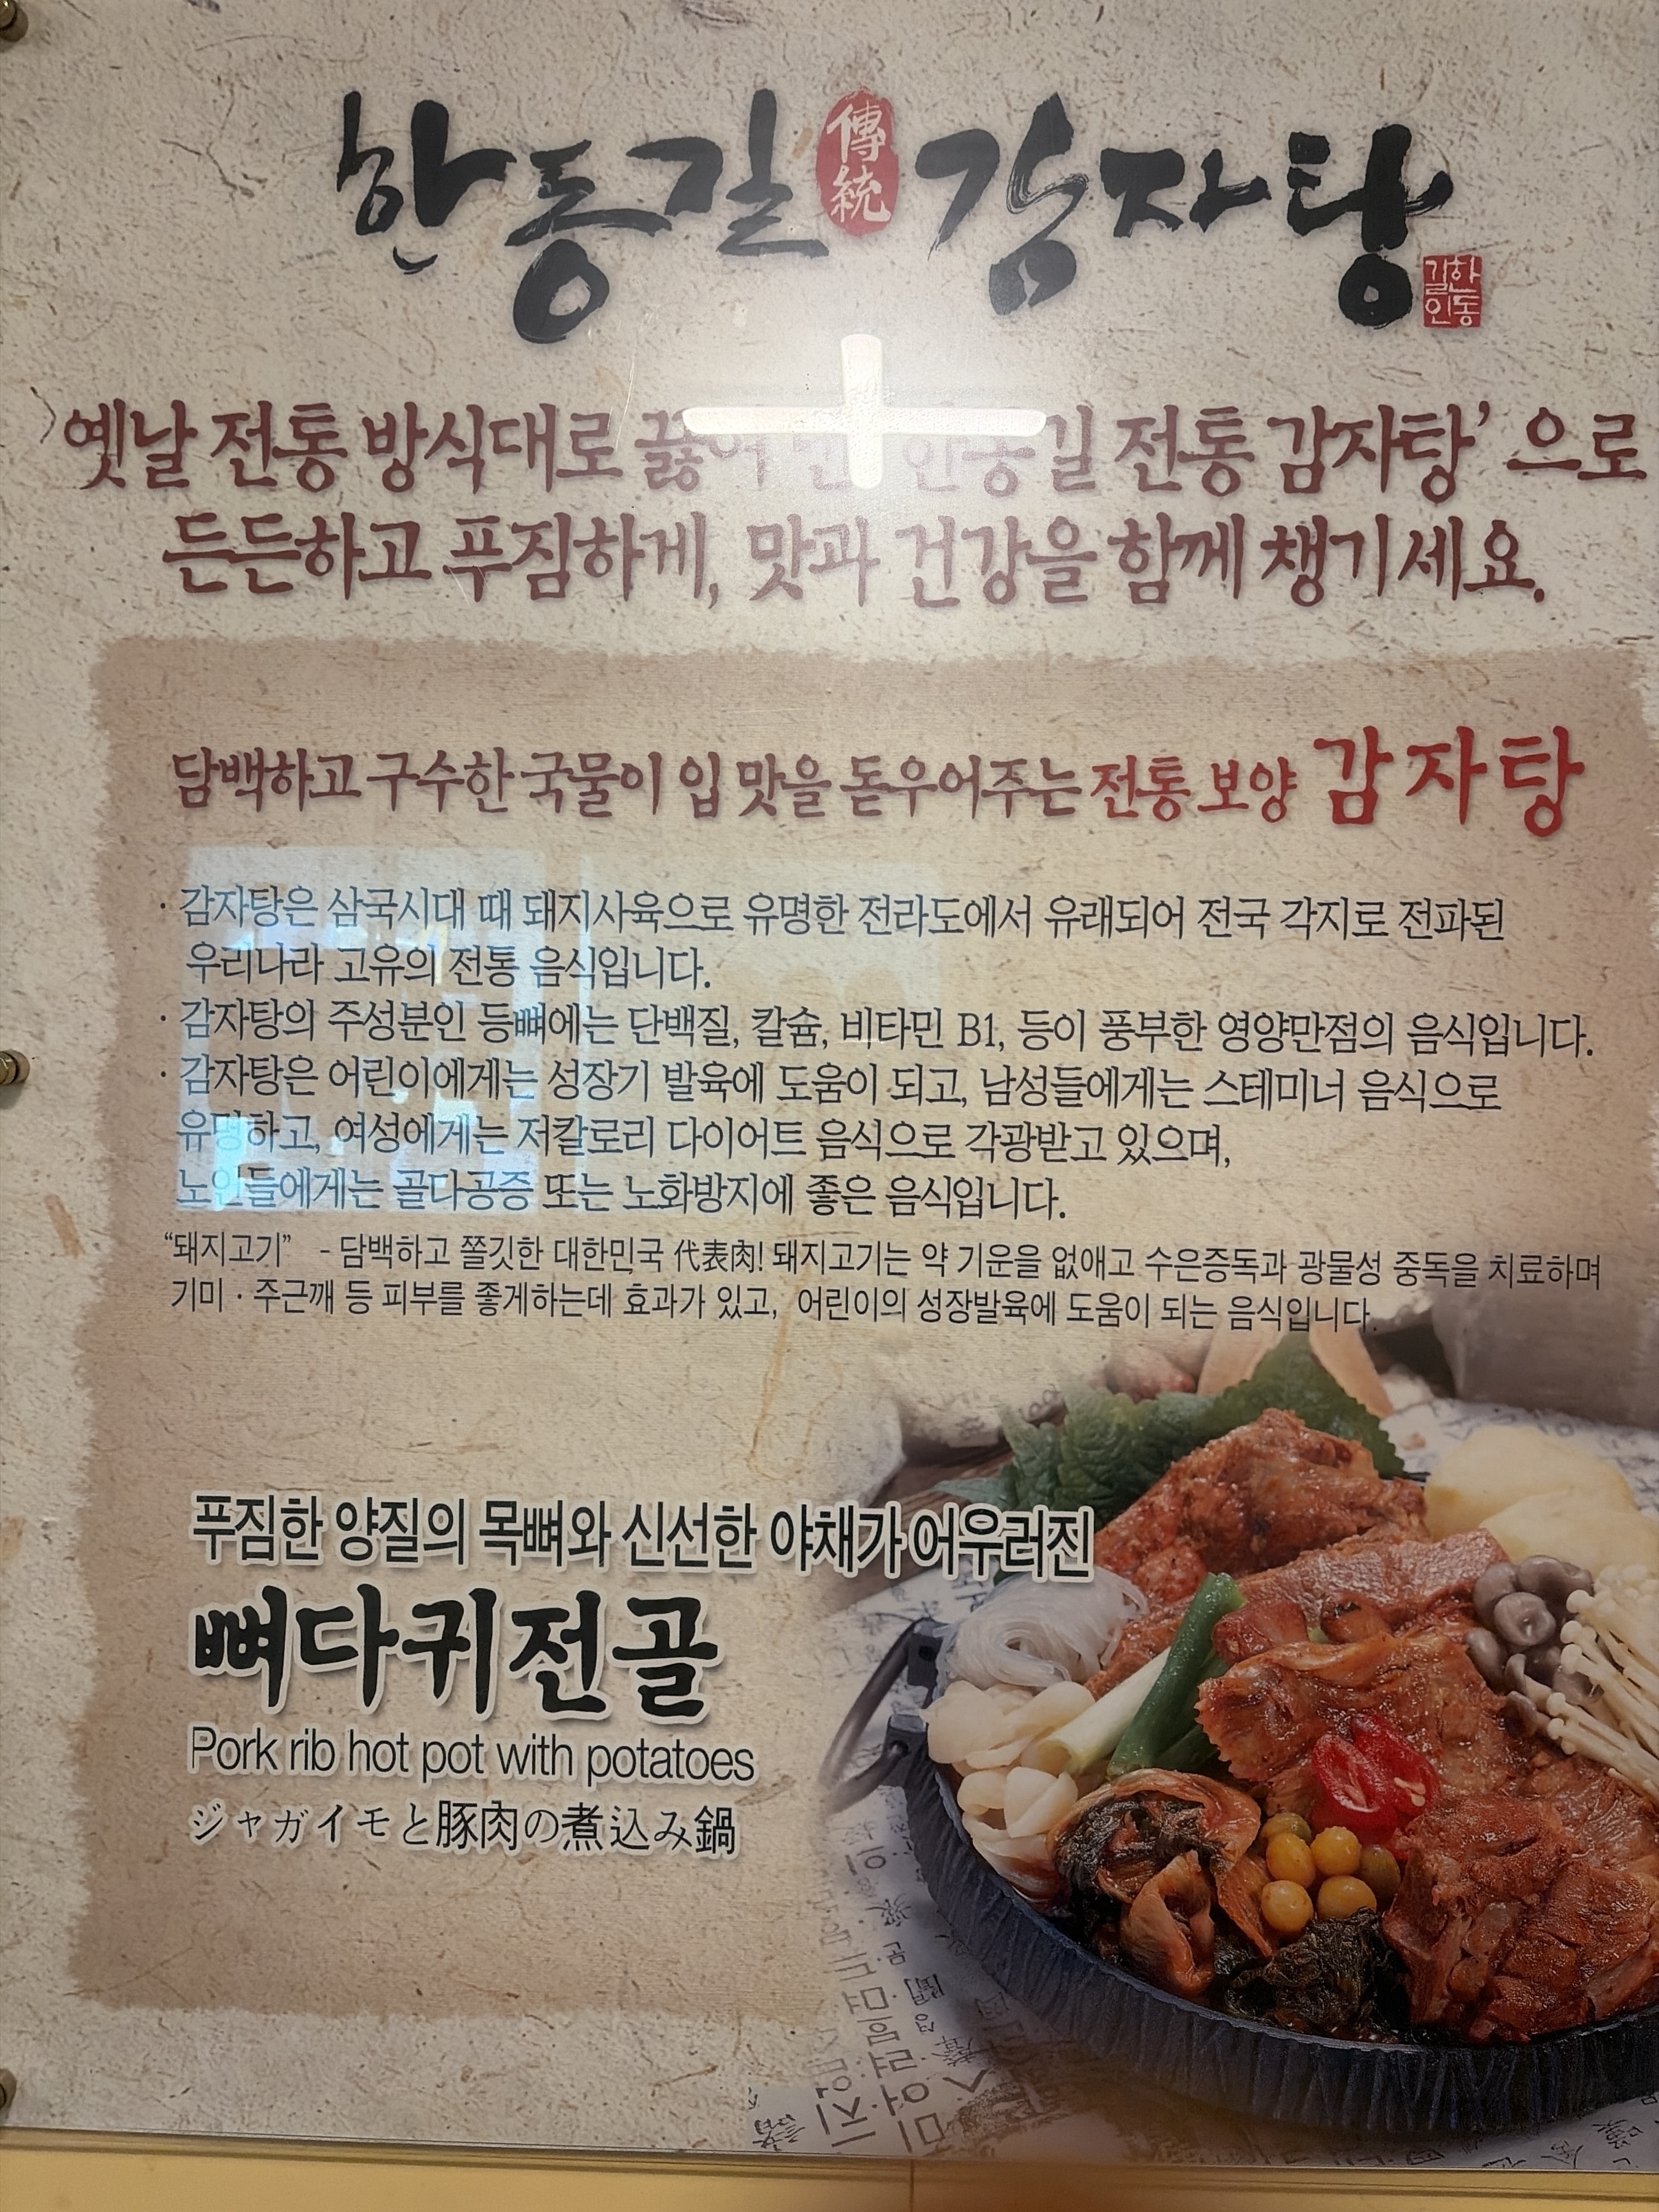 한동길 傳統 감자탕
한동
길인
옛날 전통 방식대로 끓여 길 전통 감자탕’ 으로
든든하고 푸짐하게, 맛과 건강을 함께 챙기세요.
담백하고 구수한 국물이 입 맛을 돋우어주는 전통 보양 감자탕
· 감자탕은 삼국시대 때 돼지사육으로 유명한 전라도에서 유래되어 전국 각지로 전파된
우리나라 고유의 전통 음식입니다.
· 감자탕의 주성분인 등뼈에는 단백질, 칼슘, 비타민 B1, 등이 풍부한 영양만점의 음식입니다.
· 감자탕은 어린이에게는 성장기 발육에 도움이 되고, 남성들에게는 스테미너 음식으로
유명하고, 여성에게는 저칼로리 다이어트 음식으로 각광받고 있으며,
노인들에게는 골다공증 또는 노화방지에 좋은 음식입니다.
“돼지고기” - 담백하고 쫄깃한 대한민국 代表肉! 돼지고기는 약 기운을 없애고 수은증독과 광물성 중독을 치료하며
기미 · 주근깨 등 피부를 좋게하는데 효과가 있고, 어린이의 성장발육에 도움이 되는 음식입니다.
푸짐한 양질의 목뼈와 신선한 야채가 어우러진
뼈다귀전골
Pork rib hot pot with potatoes
ジャガイモと豚肉の煮込み鍋